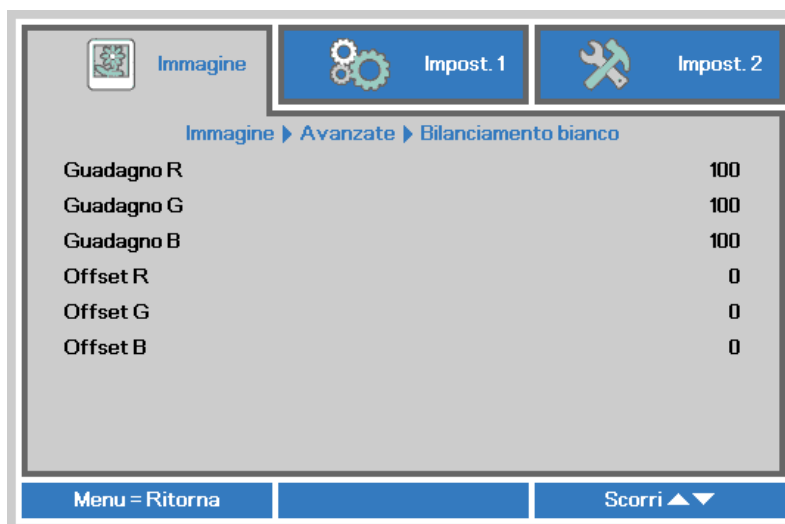 Immagine
Impost. 1
Impost. 2
Immagine Avanzate Bilanciamento bianco
Guadagno R 100
Guadagno G 100
Guadagno B 100
Offset R 0
Offset G 0
Offset B 0
Menu = Ritorna
Scorri